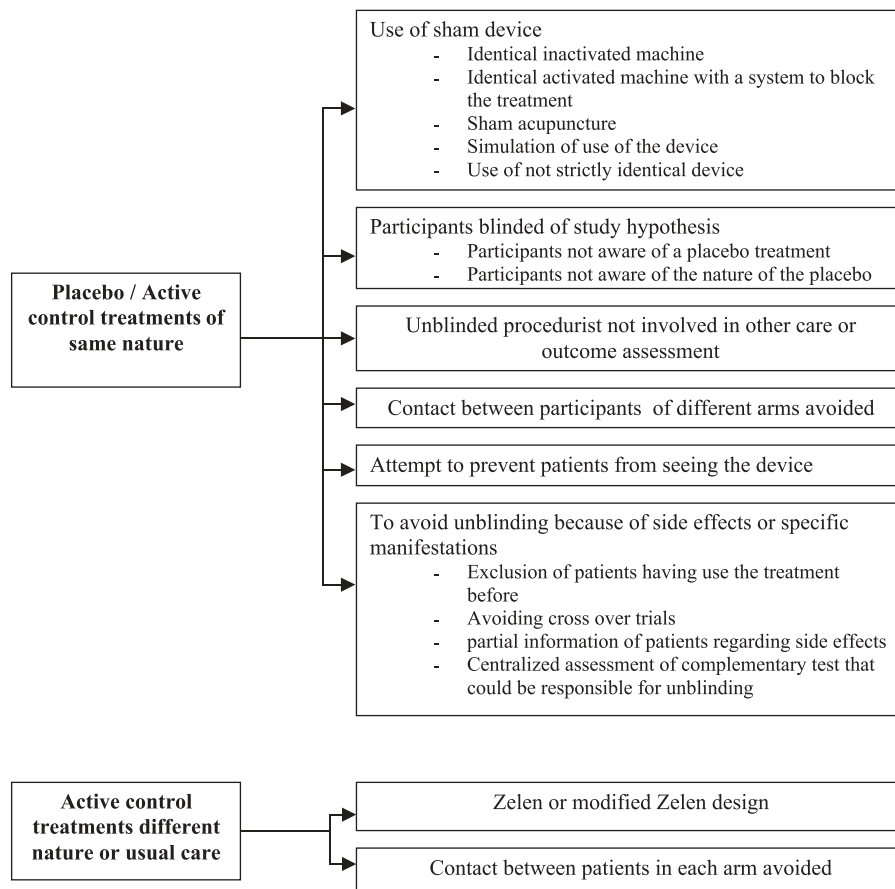 Use of sham device
- Identical inactivated machine
- Identical activated machine with a system to block
the treatment
- Sham acupuncture
- Simulation of use of the device
- Use of not strictly identical device
Participants blinded of study hypothesis
- Participants not aware of a placebo treatment
- Participants not aware of the nature of the placebo
Placebo / Active
control treatments of
same nature
Unblinded procedurist not involved in other care or
outcome assessment
Contact between participants of different arms avoided
Attempt to prevent patients from seeing the device
To avoid unblinding because of side effects or specific
manifestations
- Exclusion of patients having use the treatment
before
- Avoiding cross over trials
- partial information of patients regarding side effects
- Centralized assessment of complementary test that
could be responsible for unblinding
Active control
treatments different
nature or usual care
Zelen or modified Zelen design
Contact between patients in each arm avoided